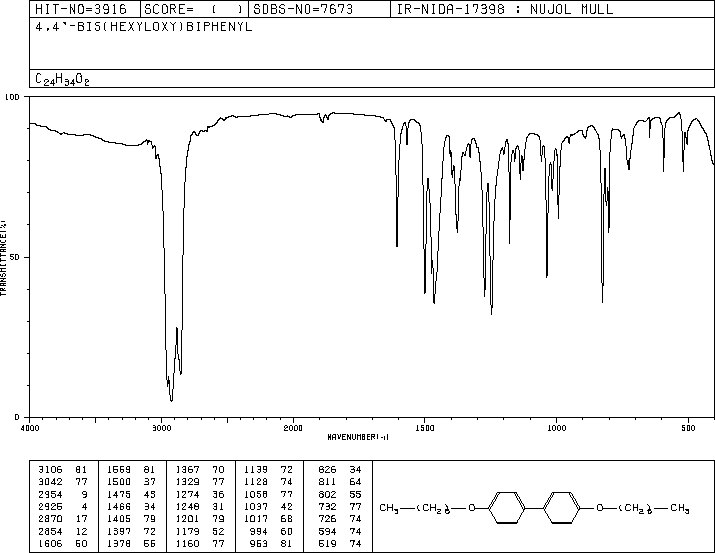 HIT-NO=3916 SCORE= ( ) SDBS-NO=7673 IR-NIDA-17398 : NUJOL MULL
4,4'-BIS(HEXYLOXY)BIPHENYL
C24H34O2
100
50
0
TRANSMITTANCE(%)
4000 3000 2000 1500 1000 500
WAVENUMBER(-1)
3106 81 1569 81 1367 70 1139 72 826 34
3042 77 1500 37 1329 77 1128 74 811 64
2954 9 1475 43 1274 36 1058 77 802 55
2925 4 1466 34 1248 31 1037 42 732 77
2870 17 1405 79 1201 79 1017 68 726 74
2854 12 1397 72 1179 52 994 60 594 74
1606 50 1378 55 1160 77 953 81 519 74
CH3 (CH2)5 O O (CH2)5 CH3